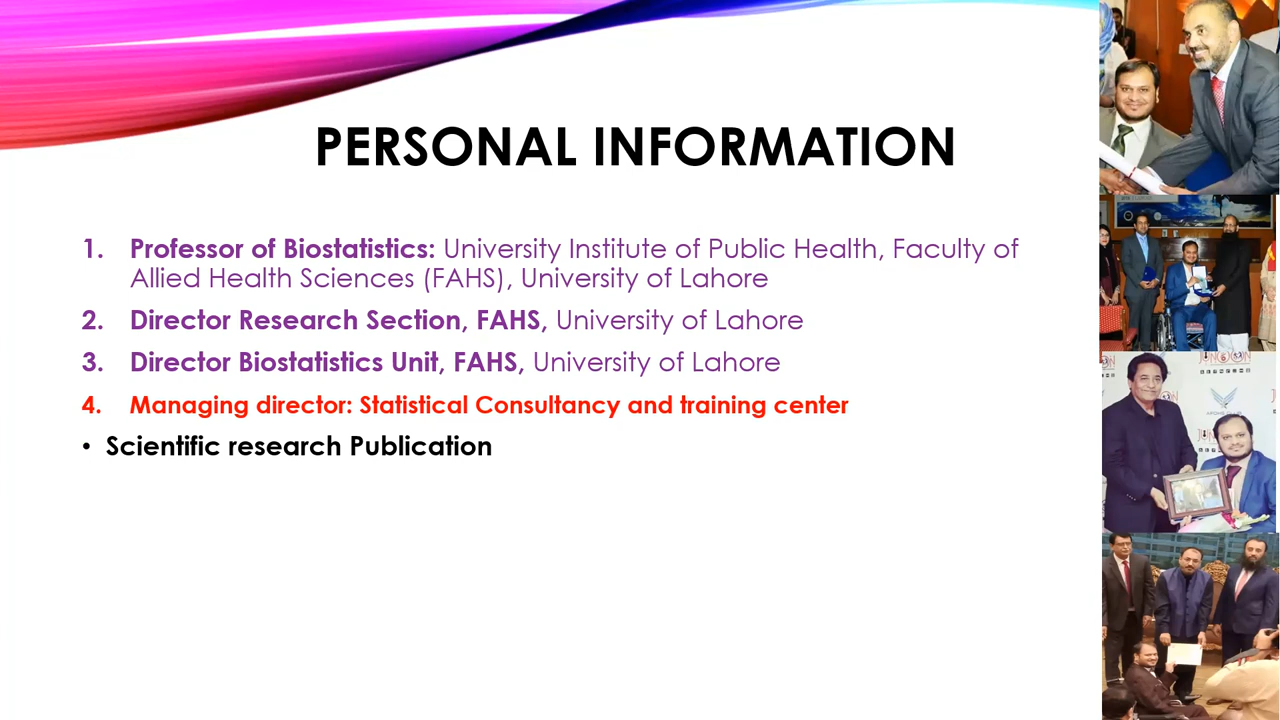 PERSONAL INFORMATION
1. Professor of Biostatistics: University Institute of Public Health, Faculty of
Allied Health Sciences (FAHS), University of Lahore
2. Director Research Section, FAHS, University of Lahore
3. Director Biostatistics Unit, FAHS, University of Lahore
4. Managing director: Statistical Consultancy and training center
• Scientific research Publication